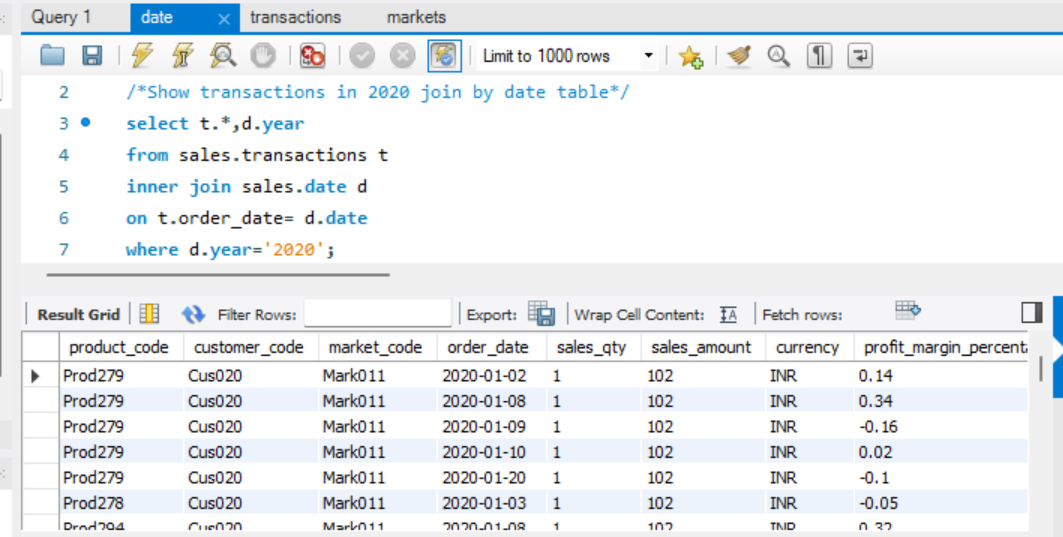 Query 1 date × transactions markets
Limit to 1000 rows
2 /*Show transactions in 2020 join by date table*/
3 select t.*,d.year
4 from sales.transactions t
5 inner join sales.date d
6 on t.order_date= d.date
7 where d.year='2020';
Result Grid Filter Rows: Export: Wrap Cell Content: IA Fetch rows:
product_code customer_code market_code order_date sales_qty sales_amount currency profit_margin_percenta
Prod279 Cus020 Mark011 2020-01-02 1 102 INR 0.14
Prod279 Cus020 Mark011 2020-01-08 1 102 INR 0.34
Prod279 Cus020 Mark011 2020-01-09 1 102 INR -0.16
Prod279 Cus020 Mark011 2020-01-10 1 102 INR 0.02
Prod279 Cus020 Mark011 2020-01-20 1 102 INR -0.1
Prod278 Cus020 Mark011 2020-01-03 1 102 INR -0.05
Prod294 Cus020 Mark011 2020-01-08 1 102 INR 0.32